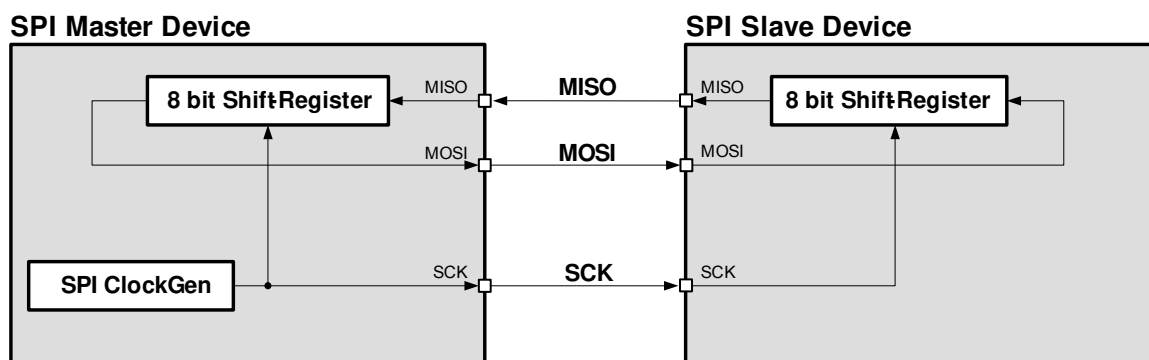 SPI Master Device
SPI Slave Device
8 bit Shift-Register
MISO
MISO
MISO
8 bit Shift-Register
MOSI
MOSI
MOSI
SPI ClockGen
SCK
SCK
SCK